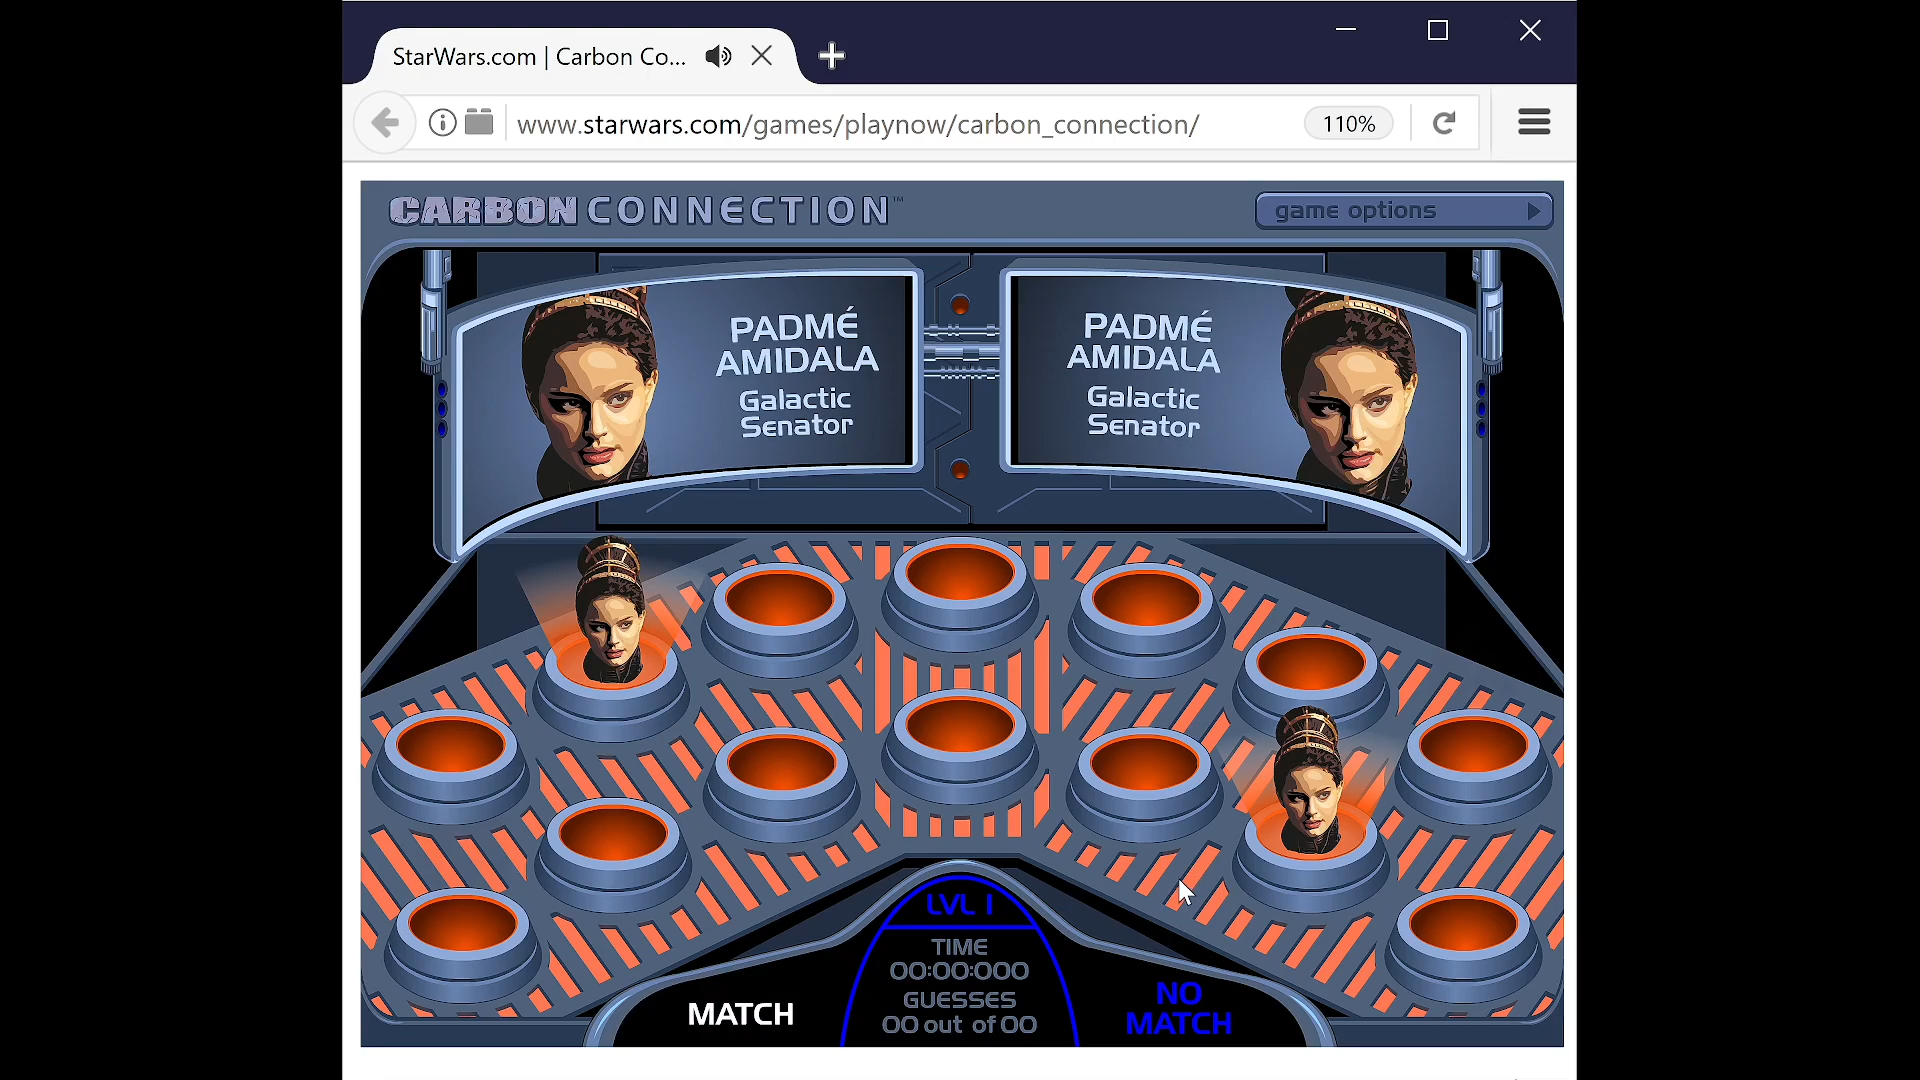 StarWars.com | Carbon Co...
www.starwars.com/games/playnow/carbon_connection/
110%
CARBON CONNECTION™
game options
PADMÉ
AMIDALA
Galactic
Senator
PADMÉ
AMIDALA
Galactic
Senator
LVL 1
TIME
00:00:000
GUESSES
00 out of 00
MATCH
NO
MATCH